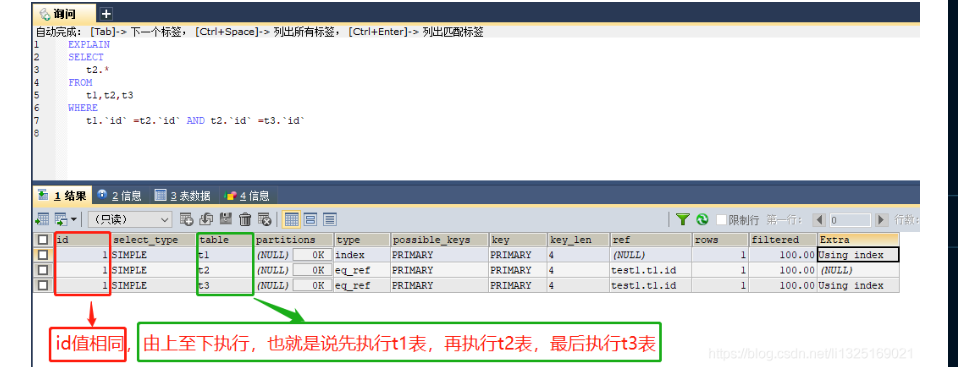 询问
自动完成: [Tab]-> 下一个标签, [Ctrl+Space]-> 列出所有标签, [Ctrl+Enter]-> 列出匹配标签
1 EXPLAIN
2 SELECT
3 t2.*
4 FROM
5 t1,t2,t3
6 WHERE
7 t1.`id` =t2.`id` AND t2.`id` =t3.`id`
8
1 结果 2 信息 3 表数据 4 信息
(只读) 限制行 第一行: 0 行数:
id select_type table partitions type possible_keys key key_len ref rows filtered Extra
1 SIMPLE t1 (NULL) 0K index PRIMARY PRIMARY 4 (NULL) 1 100.00 Using index
1 SIMPLE t2 (NULL) 0K eq_ref PRIMARY PRIMARY 4 test1.t1.id 1 100.00 (NULL)
1 SIMPLE t3 (NULL) 0K eq_ref PRIMARY PRIMARY 4 test1.t1.id 1 100.00 Using index
id值相同, 由上至下执行, 也就是说先执行t1表, 再执行t2表, 最后执行t3表
https://blog.csdn.net/li1325169021